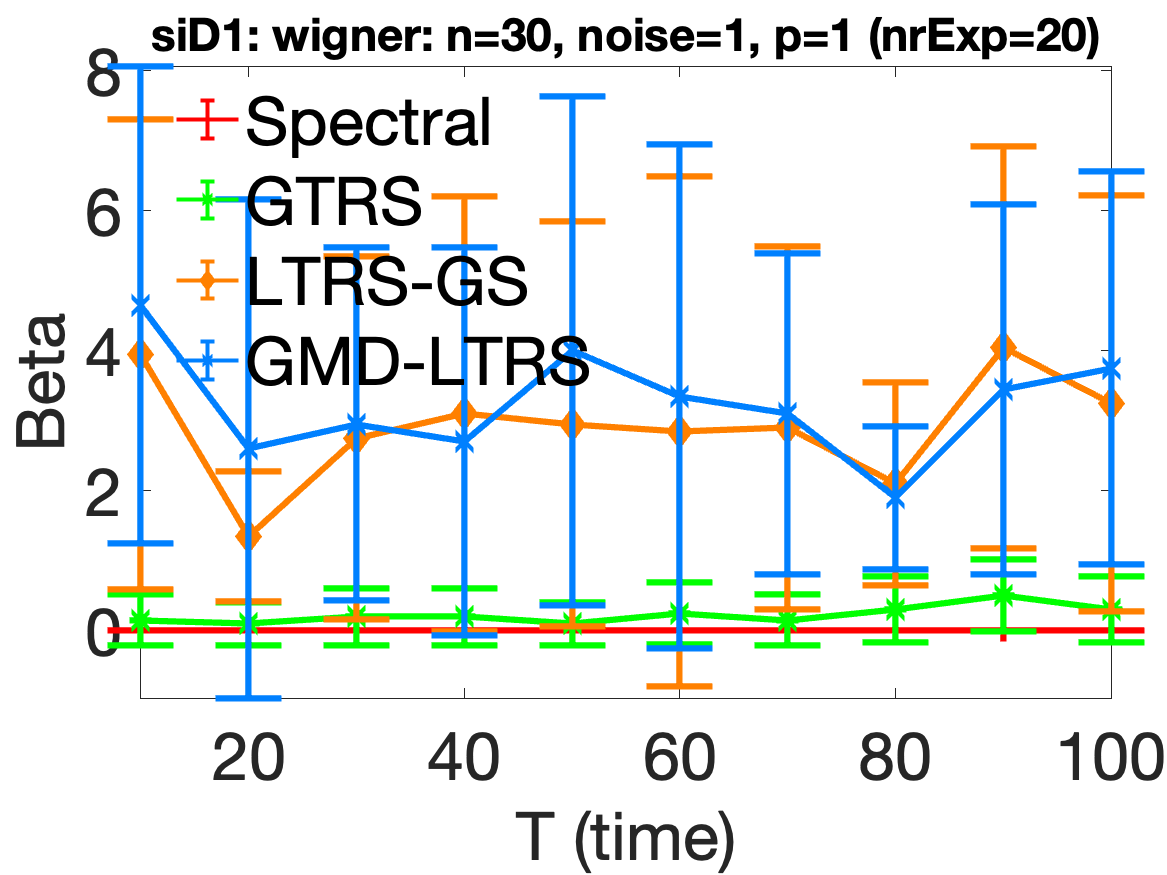 siD1: wigner: n=30, noise=1, p=1 (nrExp=20)
8
6
4
2
0
Beta
Spectral
GTRS
LTRS-GS
GMD-LTRS
20 40 60 80 100
T (time)